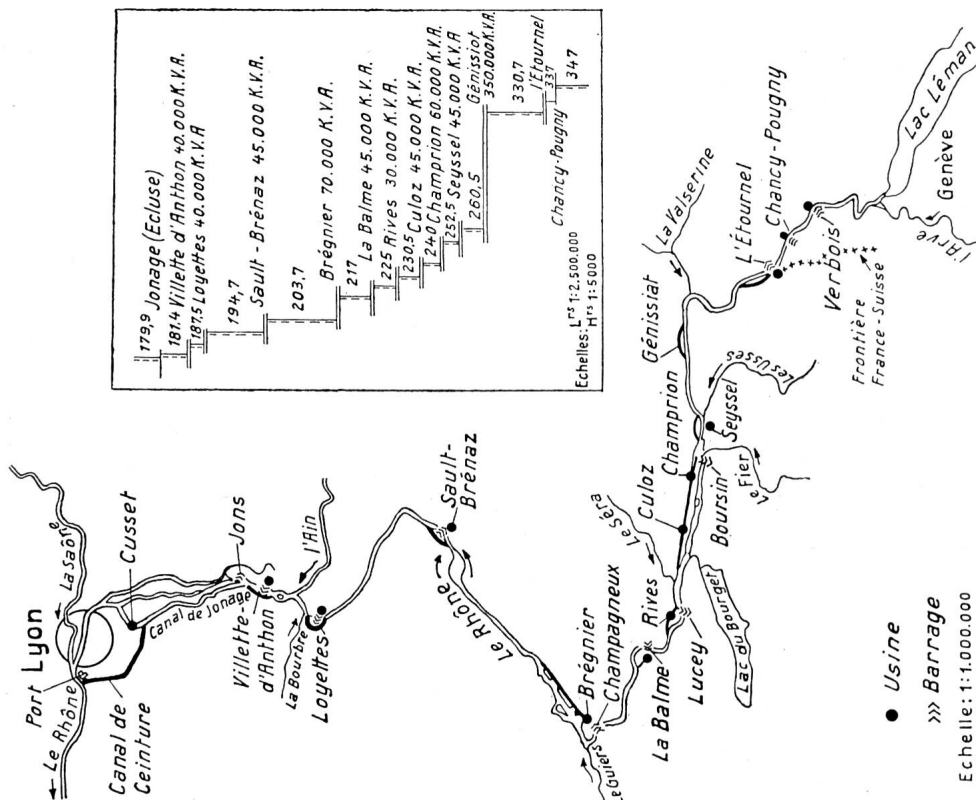 179,9 Jonage (Ecluse)
181.4 Villette d'Anthon 40.000 K.V.A.
187.5 Loyettes 40.000 K.V.A
194,7
Sault-Brénaz 45.000 K.V.A.
203,7
Brégnier 70.000 K.V.A.
217
La Balme 45.000 K.V.A.
225 Rives 30.000 K.V.A.
230,5 Culoz 45.000 K.V.A.
240 Champrion 60.000 K.V.A.
252.5 Seyssel 45.000 K.V.A.
260,5
Génissiat
350.000 K.V.A.
330,7
l'Étournel
337
Chancy-Pougny
347
Echelles: Lrs 1:2.500.000
Hrs 1:5000
Port Lyon
La Saône
Le Rhône
Canal de
Ceinture
Cusset
Canal de Jonage
Jons
Villette-
d'Anthon
l'Ain
La Bourbre
Loyettes
Sault-
Brénaz
Le Rhône
Brégnier
Champagneux
Le Guiers
La Balme
Rives
Lucey
Lac du Bourget
Le Séra
Culoz
Champrion
Boursin
Le Fier
Seyssel
Les Usses
Génissiat
La Valserine
L'Étournel
Chancy-Pougny
Verbois
Frontière
France-Suisse
l'Arve
Genève
Lac Léman
Usine
Barrage
Echelle: 1:1.000.000